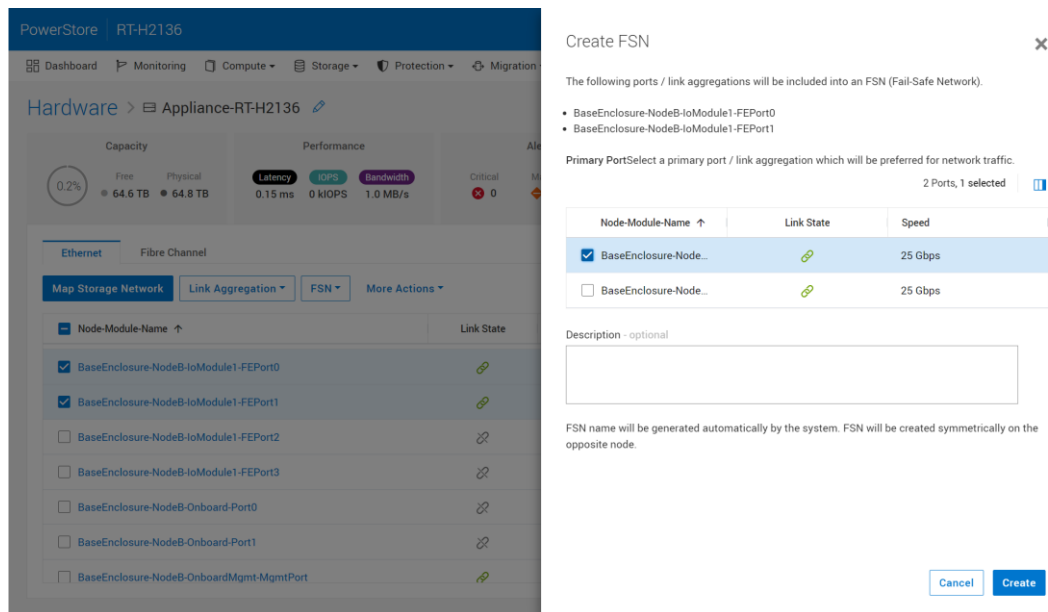 PowerStore RT-H2136
Dashboard Monitoring Compute Storage Protection Migration
Hardware > Appliance-RT-H2136
Capacity Performance
Free Physical
0.2% 64.6 TB 64.8 TB
Latency IOPS Bandwidth
0.15 ms 0 kIOPS 1.0 MB/s
Critical
0
Ethernet Fibre Channel
Map Storage Network Link Aggregation FSN More Actions
Node-Module-Name Link State
BaseEnclosure-NodeB-IoModule1-FEPort0
BaseEnclosure-NodeB-IoModule1-FEPort1
BaseEnclosure-NodeB-IoModule1-FEPort2
BaseEnclosure-NodeB-IoModule1-FEPort3
BaseEnclosure-NodeB-Onboard-Port0
BaseEnclosure-NodeB-Onboard-Port1
BaseEnclosure-NodeB-OnboardMgmt-MgmtPort
Create FSN
The following ports / link aggregations will be included into an FSN (Fail-Safe Network).
• BaseEnclosure-NodeB-IoModule1-FEPort0
• BaseEnclosure-NodeB-IoModule1-FEPort1
Primary PortSelect a primary port / link aggregation which will be preferred for network traffic.
2 Ports, 1 selected
Node-Module-Name Link State Speed
BaseEnclosure-Node... 25 Gbps
BaseEnclosure-Node... 25 Gbps
Description - optional
FSN name will be generated automatically by the system. FSN will be created symmetrically on the
opposite node.
Cancel Create